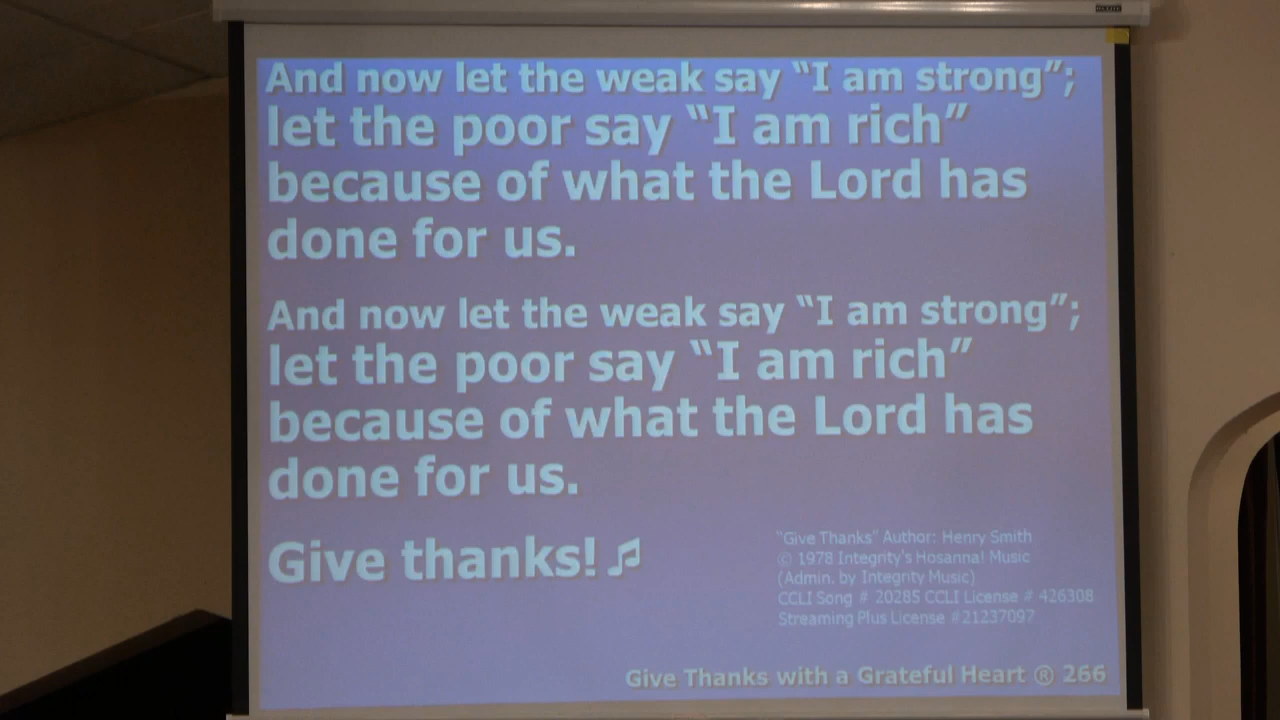 And now let the weak say “I am strong”;
let the poor say “I am rich”
because of what the Lord has
done for us.
And now let the weak say “I am strong”;
let the poor say “I am rich”
because of what the Lord has
done for us.
Give thanks! ♫
"Give Thanks" Author: Henry Smith
© 1978 Integrity's Hosanna! Music
(Admin. by Integrity Music)
CCLI Song # 20285 CCLI License # 426308
Streaming Plus License #21237097
Give Thanks with a Grateful Heart ® 266